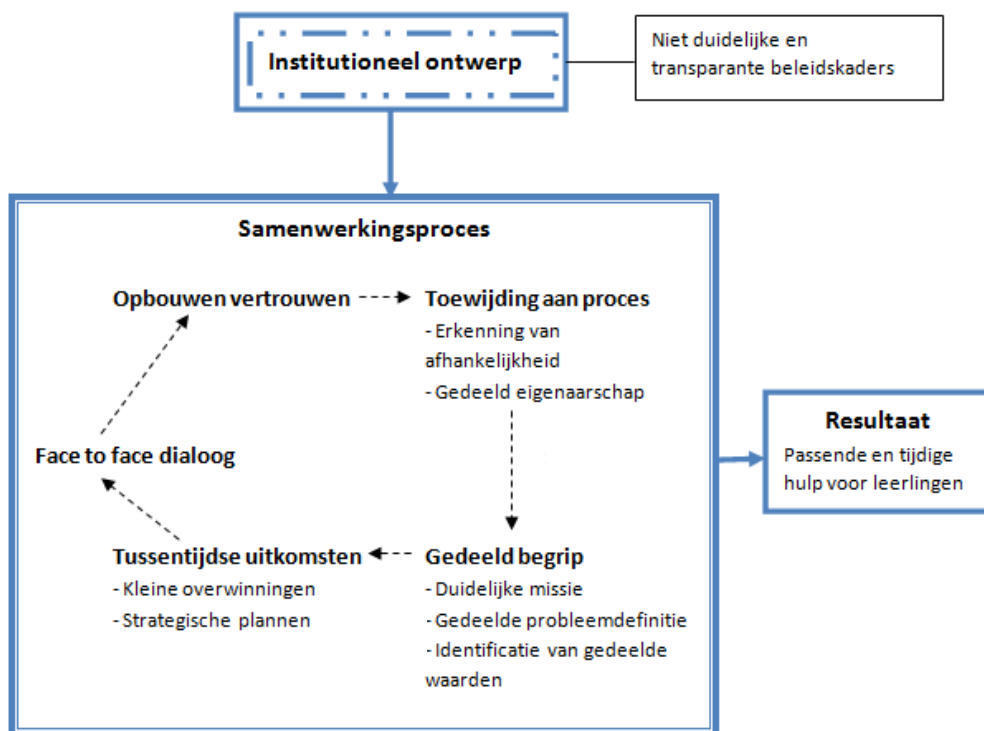 Institutioneel ontwerp
Niet duidelijke en
transparante beleidskaders
Samenwerkingsproces
Opbouwen vertrouwen
Toewijding aan proces
- Erkenning van
afhankelijkheid
- Gedeeld eigenaarschap
Face to face dialoog
Tussentijdse uitkomsten
- Kleine overwinningen
- Strategische plannen
Gedeeld begrip
- Duidelijke missie
- Gedeelde probleemdefinitie
- Identificatie van gedeelde
waarden
Resultaat
Passende en tijdige
hulp voor leerlingen